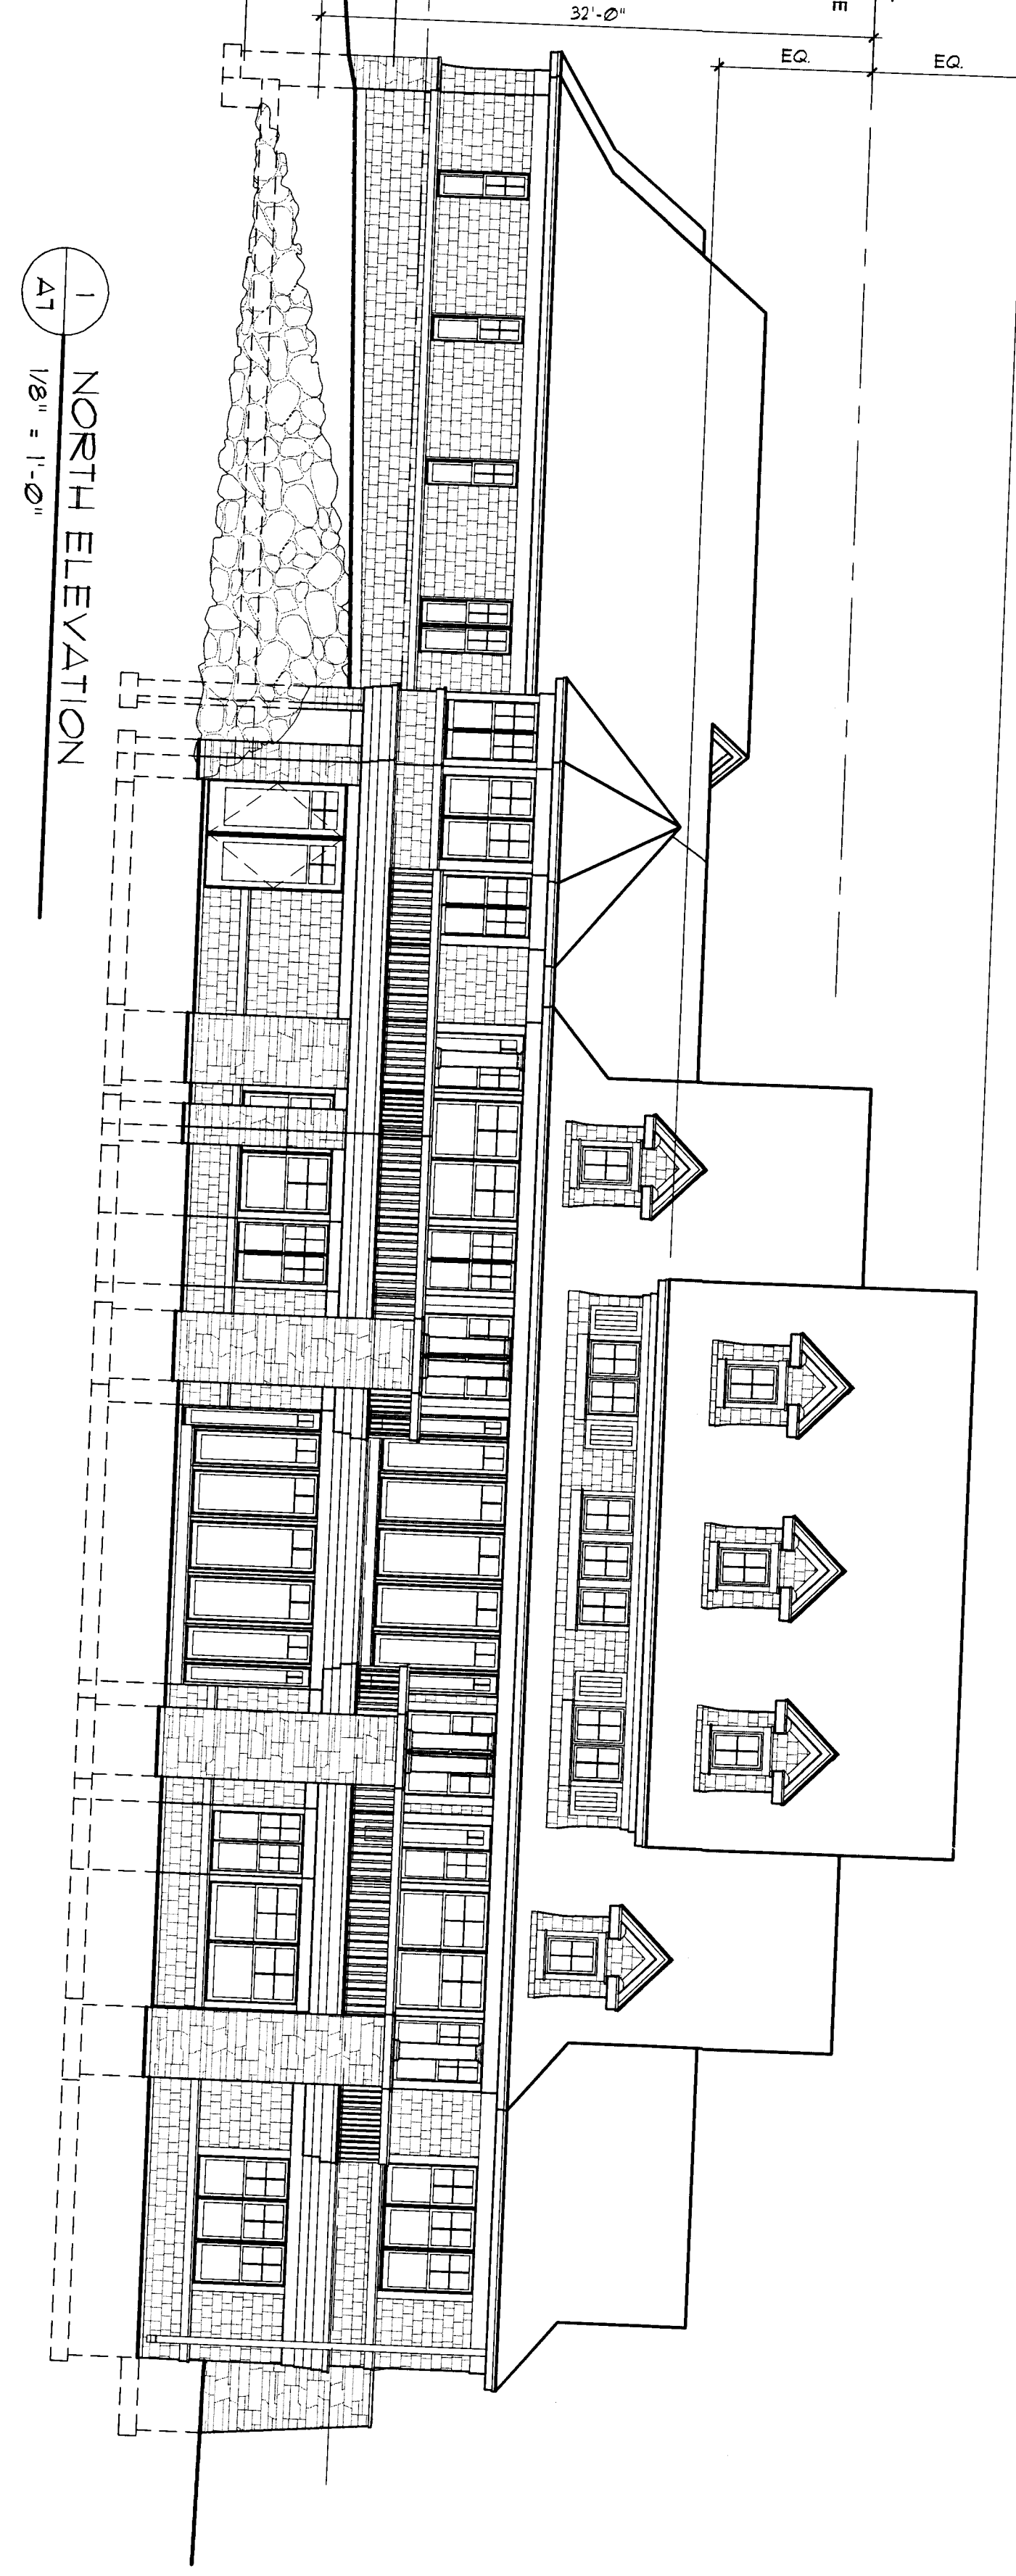 32'-0"
EQ.
EQ.
E
1
A7
NORTH ELEVATION
1/8" = 1'-0"